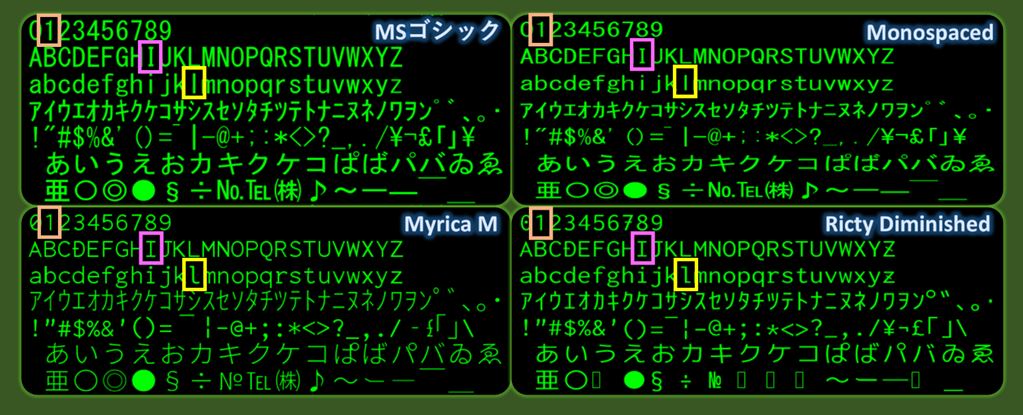 0123456789
MSゴシック
ABCDEFGHIJKLMNOPQRSTUVWXYZ
abcdefghijklmnopqrstuvwxyz
ｱｲｳｴｵｶｷｸｹｺｻｼｽｾｿﾀﾁﾂﾃﾄﾅﾆﾇﾈﾉﾜｦﾝﾞﾞ､｡･
!"#$%&'()=‾|-@+;:*<>?_,./¥¬£｢｣¥
あいうえおカキクケコぱばパバゐゑ
亜〇◎●§÷№℡㈱♪～ー―￣＿
0123456789
Monospaced
ABCDEFGHIJKLMNOPQRSTUVWXYZ
abcdefghijklmnopqrstuvwxyz
ｱｲｳｴｵｶｷｸｹｺｻｼｽｾｿﾀﾁﾂﾃﾄﾅﾆﾇﾈﾉﾜｦﾝﾟﾞ､｡･
!"#$%&'()=‾|-@+;:*<>?_,./¥¬£｢｣¥
あいうえおカキクケコぱばパバゐゑ
亜〇◎●§÷№℡㈱♪～ー―￣＿
0123456789
Myrica M
ABCDEFGHIJKLMNOPQRSTUVWXYZ
abcdefghijklmnopqrstuvwxyz
ｱｲｳｴｵｶｷｸｹｺｻｼｽｾｿﾀﾁﾂﾃﾄﾅﾆﾇﾈﾉﾜｦﾝﾟﾞ､｡･
!"#$%&'()=‾¦-@+;:*<>?_,./-£｢｣\
あいうえおカキクケコぱばパバゐゑ
亜〇◎●§÷№℡㈱♪～ー―￣＿
0123456789
Ricty Diminished
ABCDEFGHIJKLMNOPQRSTUVWXYZ
abcdefghijklmnopqrstuvwxyz
ｱｲｳｴｵｶｷｸｹｺｻｼｽｾｿﾀﾁﾂﾃﾄﾅﾆﾇﾈﾉﾜｦﾝﾟﾞ､｡･
!"#$%&'()=‾¦-@+;:*<>?_,./¥¬£｢｣\
あいうえおカキクケコぱばパバゐゑ
亜〇▯●§÷№▯▯▯～ー―▯＿